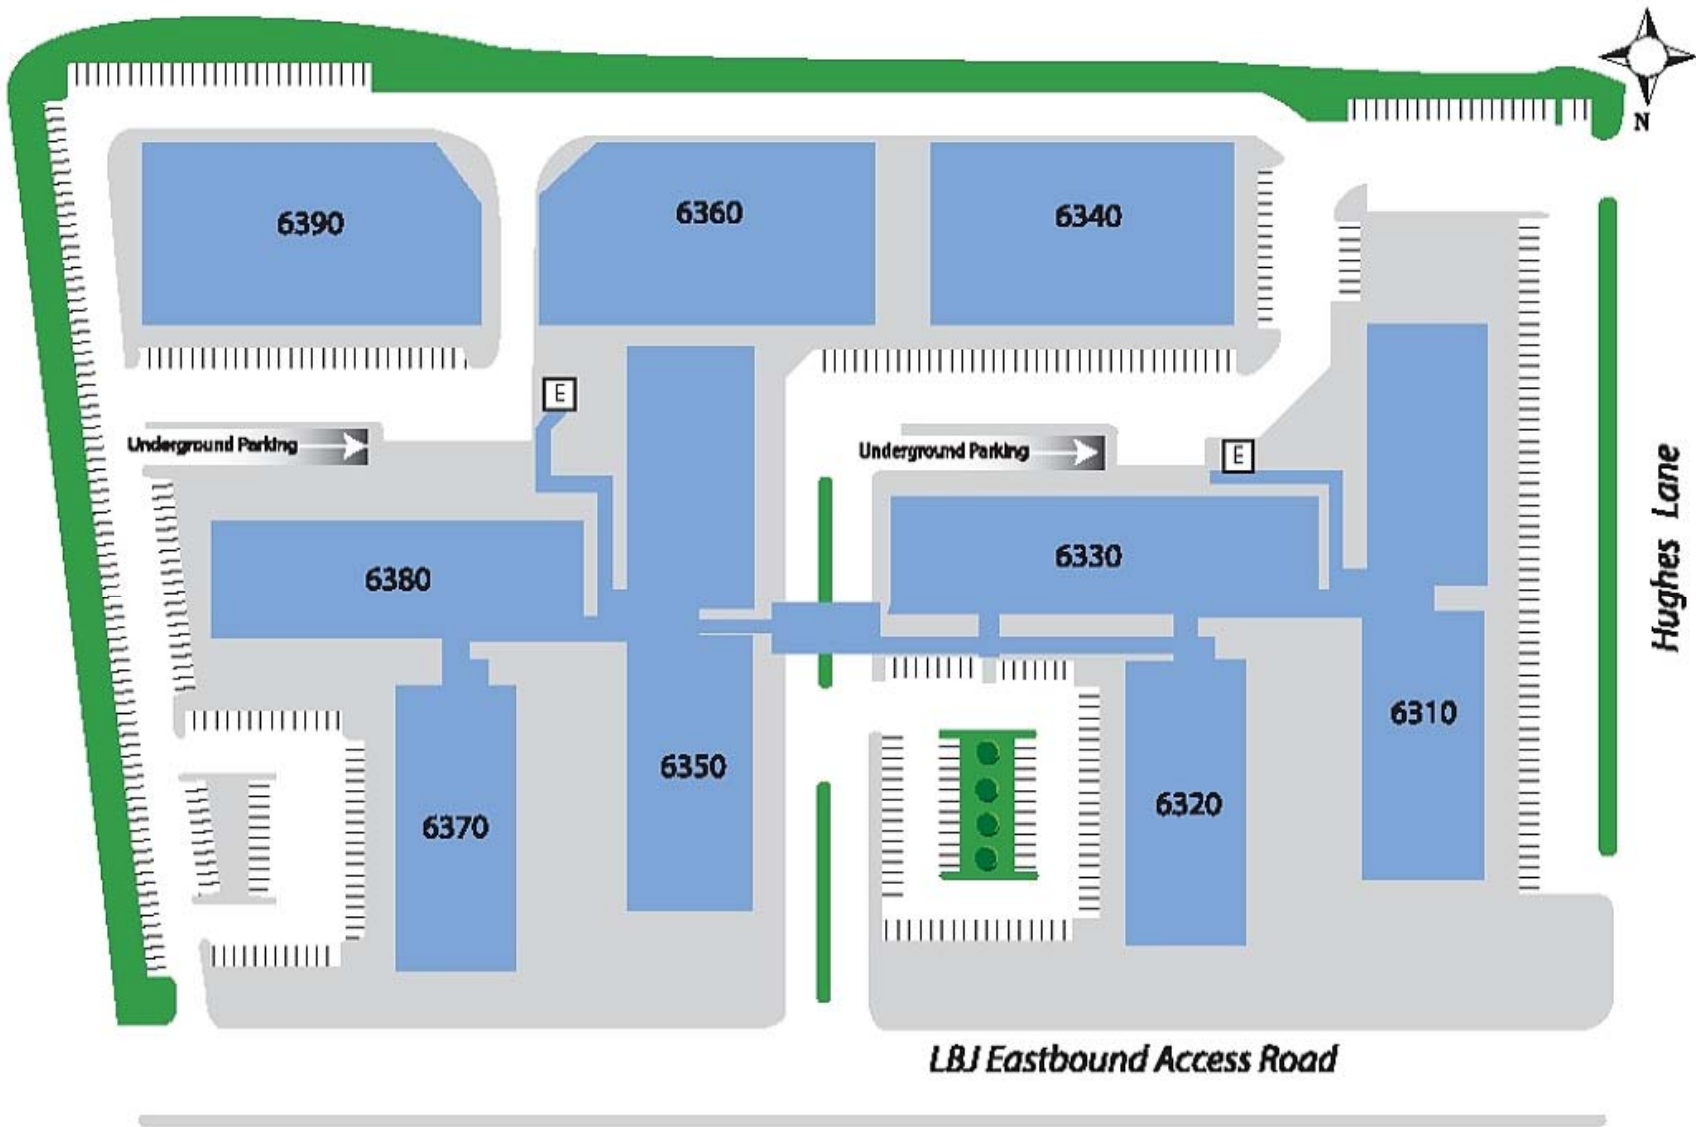 N
6390
6360
6340
E
Underground Parking
Underground Parking
E
6380
6330
Hughes Lane
6350
6310
6370
6320
LBJ Eastbound Access Road